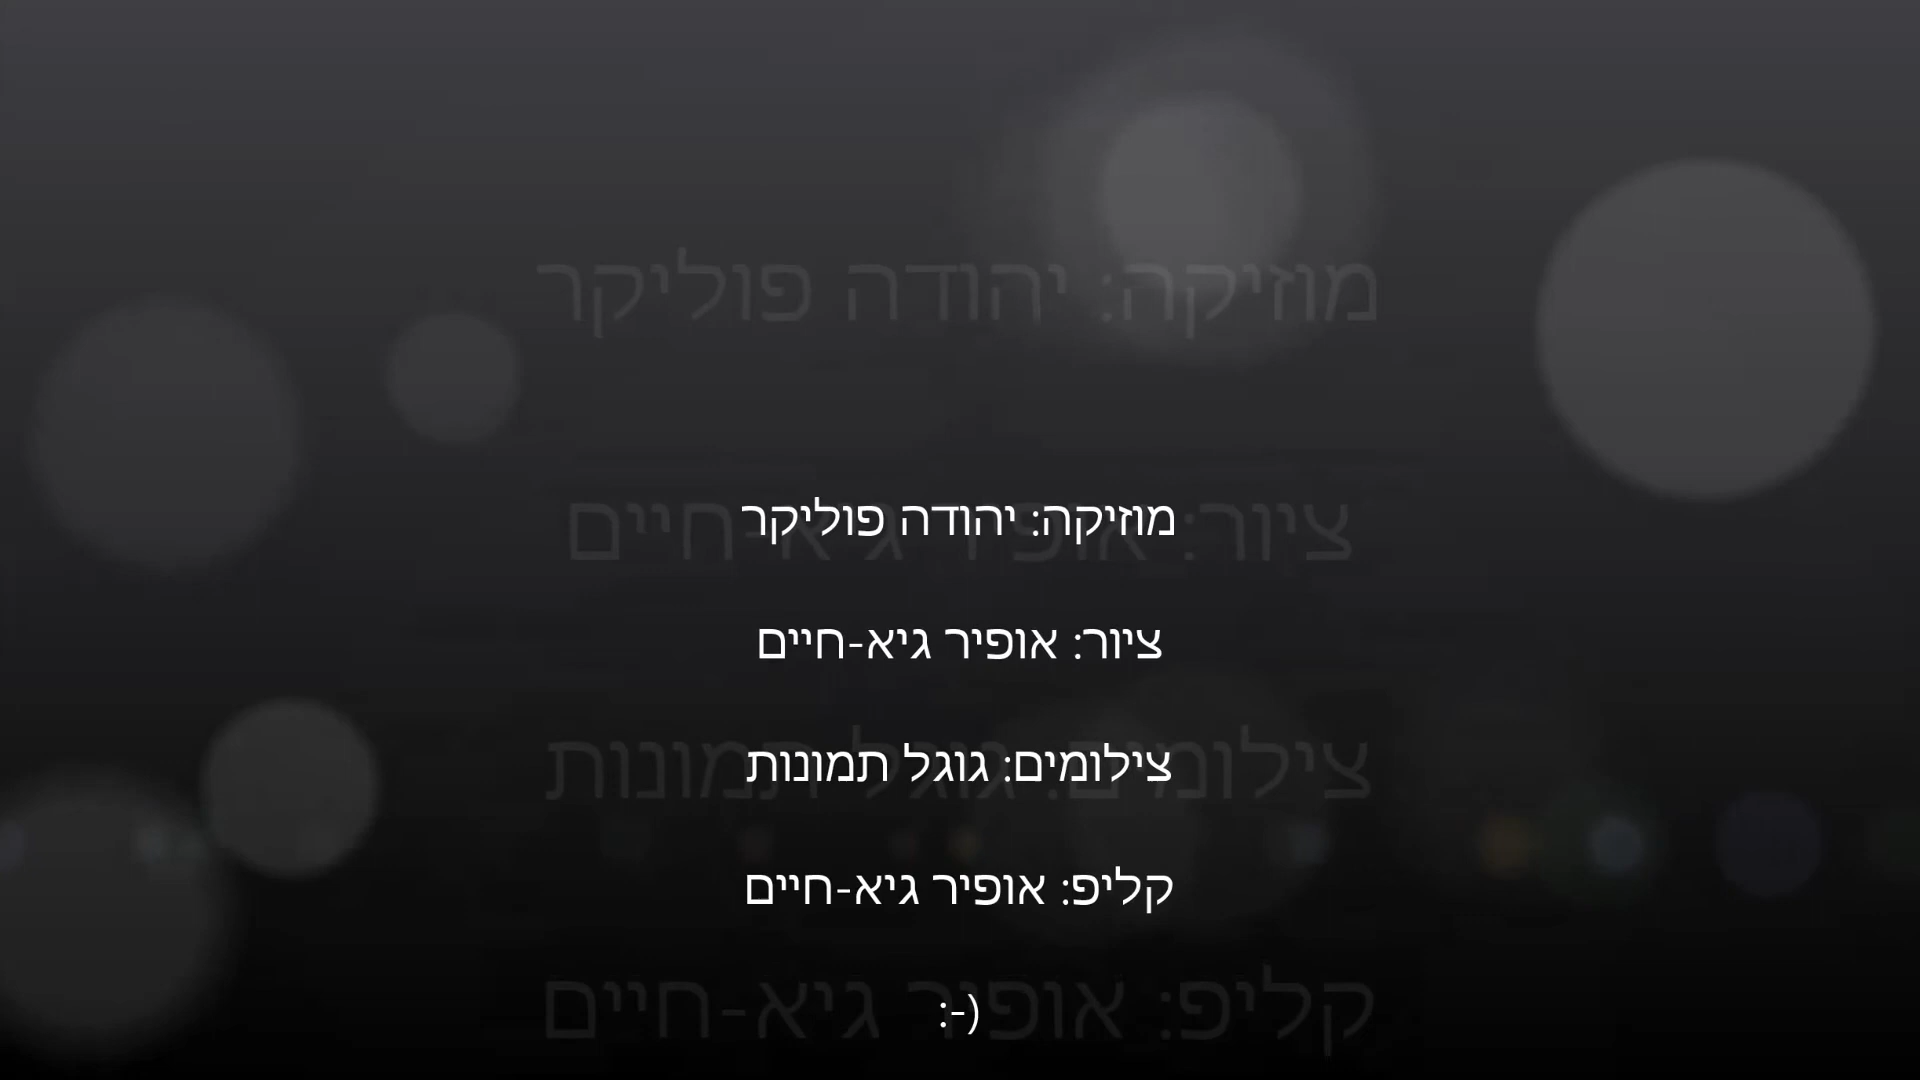 מוזיקה: יהודה פוליקר
ציור: אופיר גיא-חיים
צילומים: גוגל תמונות
קליפ: אופיר גיא-חיים
:-)